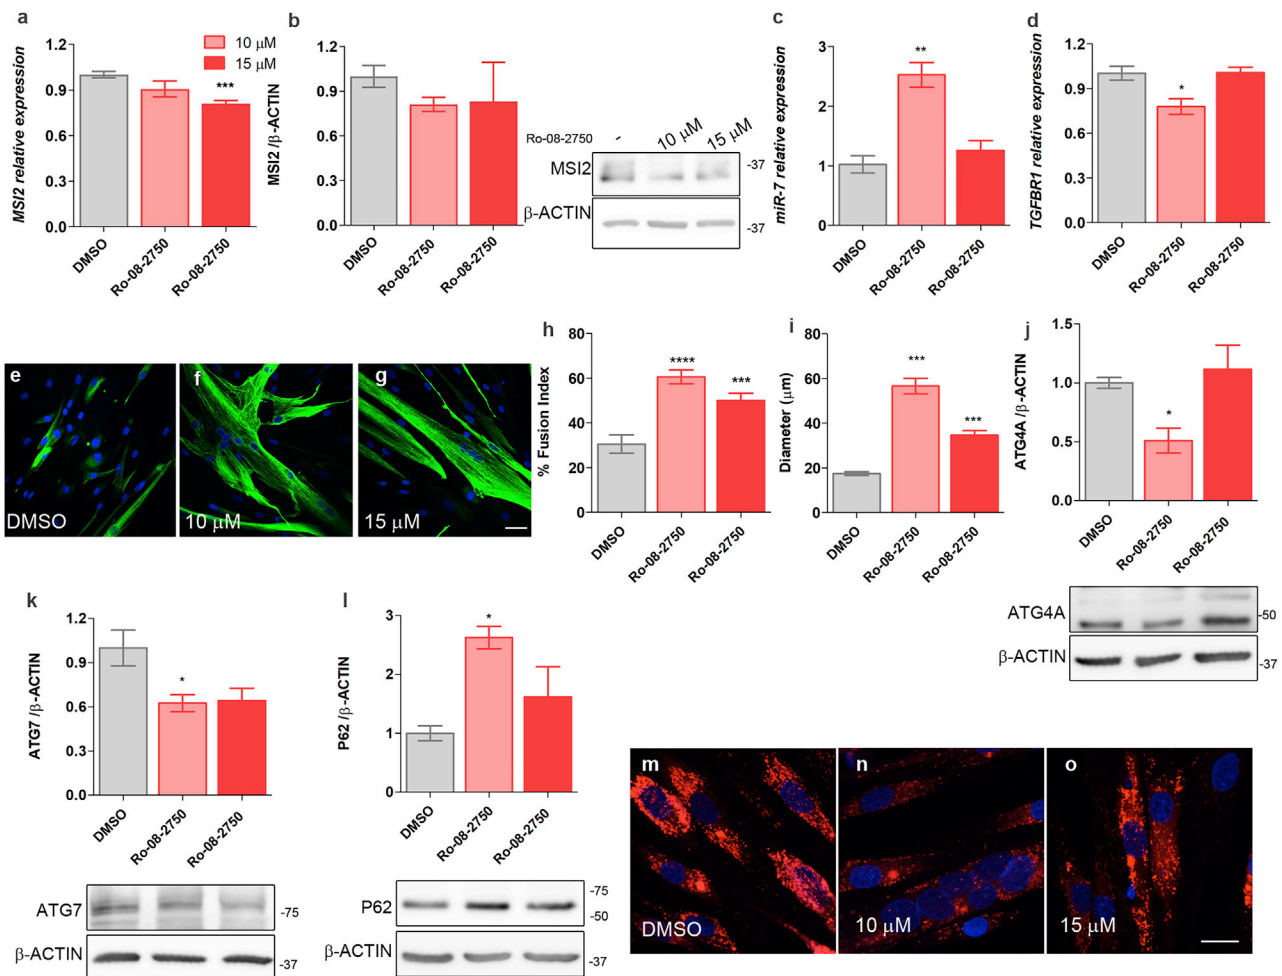 a
MSI2 relative expression
1.2
0.9
0.6
0.3
0.0
10 μM
15 μM
***
DMSO
Ro-08-2750
Ro-08-2750
b
MSI2 /β-ACTIN
1.2
0.9
0.6
0.3
0.0
DMSO
Ro-08-2750
Ro-08-2750
Ro-08-2750
-
10 μM
15 μM
MSI2
-37
β-ACTIN
-37
c
miR-7 relative expression
3
2
1
0
**
DMSO
Ro-08-2750
Ro-08-2750
d
TGFBR1 relative expression
1.2
0.9
0.6
0.3
0.0
*
DMSO
Ro-08-2750
Ro-08-2750
e
DMSO
f
10 μM
g
15 μM
h
% Fusion Index
80
60
40
20
0
****
***
DMSO
Ro-08-2750
Ro-08-2750
i
Diameter (μm)
80
60
40
20
0
***
***
DMSO
Ro-08-2750
Ro-08-2750
j
ATG4A /β-ACTIN
1.5
1.0
0.5
0.0
*
DMSO
Ro-08-2750
Ro-08-2750
ATG4A
-50
β-ACTIN
-37
k
ATG7 /β-ACTIN
1.2
0.9
0.6
0.3
0.0
*
DMSO
Ro-08-2750
Ro-08-2750
ATG7
-75
β-ACTIN
-37
l
P62 /β-ACTIN
3
2
1
0
*
DMSO
Ro-08-2750
Ro-08-2750
P62
-75
-50
β-ACTIN
-37
m
DMSO
n
10 μM
o
15 μM